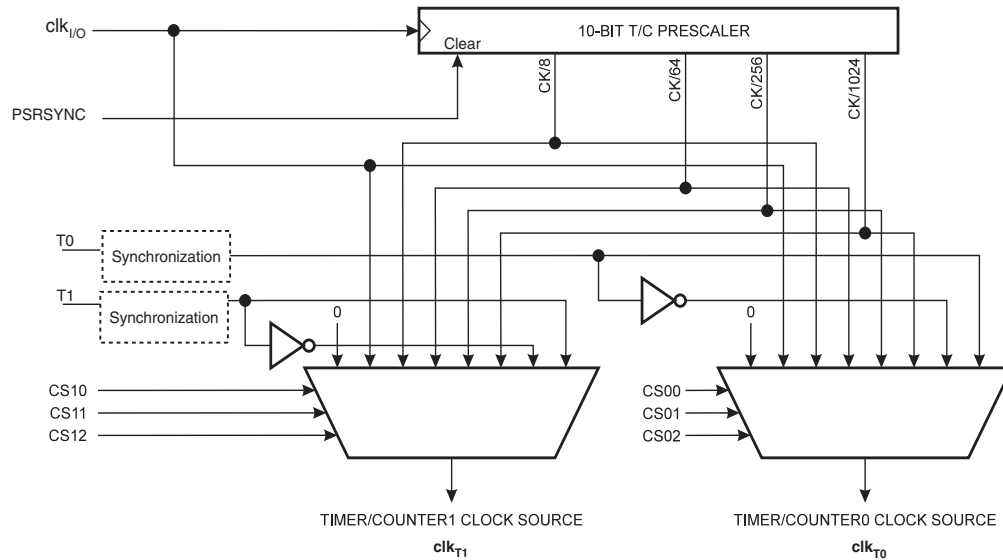 clkI/O
10-BIT T/C PRESCALER
Clear
CK/8
CK/64
CK/256
CK/1024
PSRSYNC
T0
Synchronization
T1
Synchronization
0
0
CS10
CS11
CS12
CS00
CS01
CS02
TIMER/COUNTER1 CLOCK SOURCE
clkT1
TIMER/COUNTER0 CLOCK SOURCE
clkT0